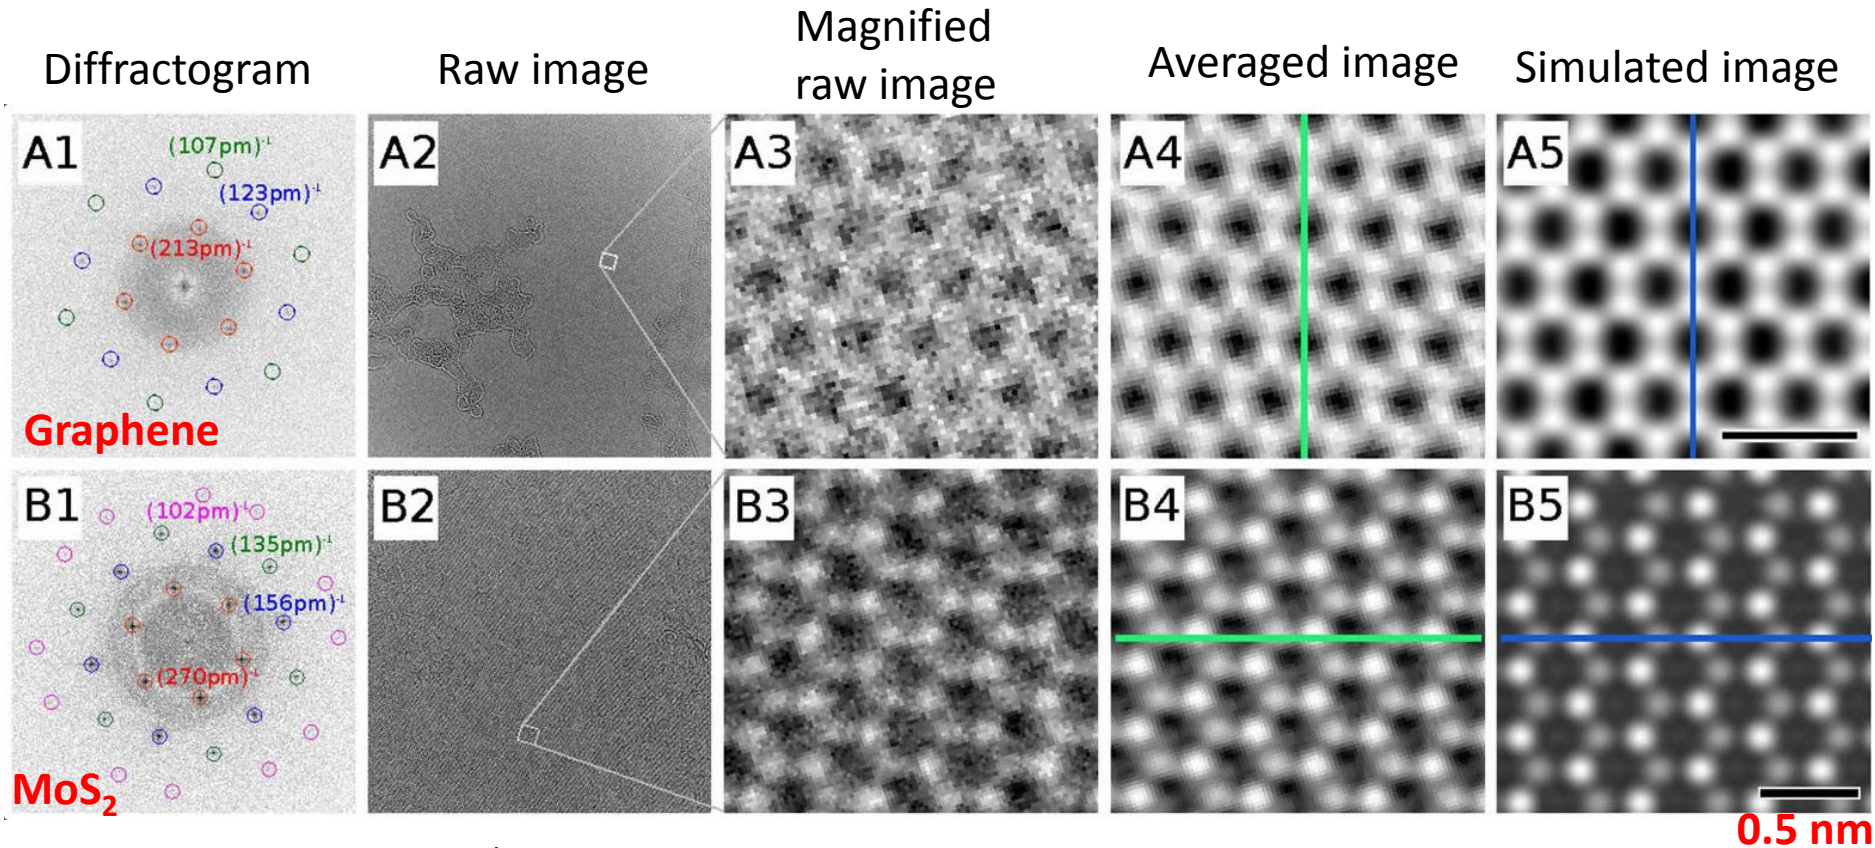 Diffractogram
Raw image
Magnified
raw image
Averaged image
Simulated image
A1
(107pm)⁻¹
(123pm)⁻¹
(213pm)⁻¹
Graphene
A2
A3
A4
A5
B1
(102pm)⁻¹
(135pm)⁻¹
(156pm)⁻¹
(270pm)⁻¹
MoS₂
B2
B3
B4
B5
0.5 nm